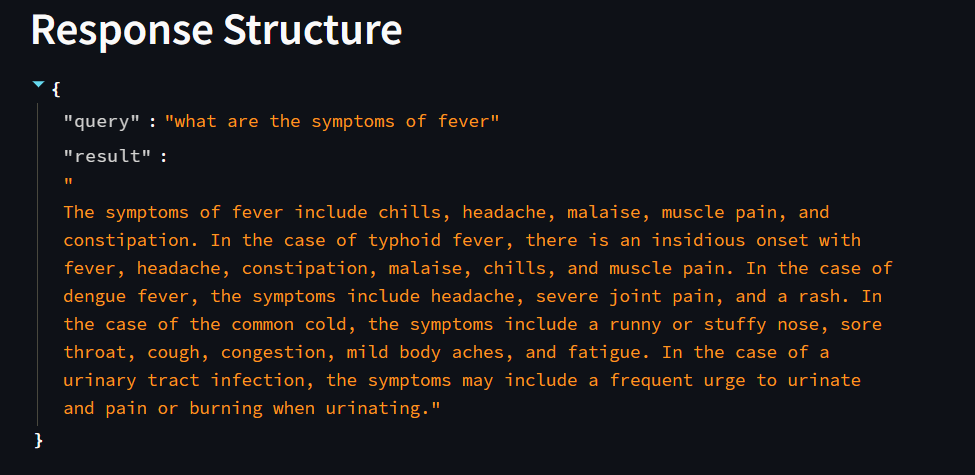 Response Structure
{
"query" : "what are the symptoms of fever"
"result" :
"
The symptoms of fever include chills, headache, malaise, muscle pain, and
constipation. In the case of typhoid fever, there is an insidious onset with
fever, headache, constipation, malaise, chills, and muscle pain. In the case of
dengue fever, the symptoms include headache, severe joint pain, and a rash. In
the case of the common cold, the symptoms include a runny or stuffy nose, sore
throat, cough, congestion, mild body aches, and fatigue. In the case of a
urinary tract infection, the symptoms may include a frequent urge to urinate
and pain or burning when urinating."
}